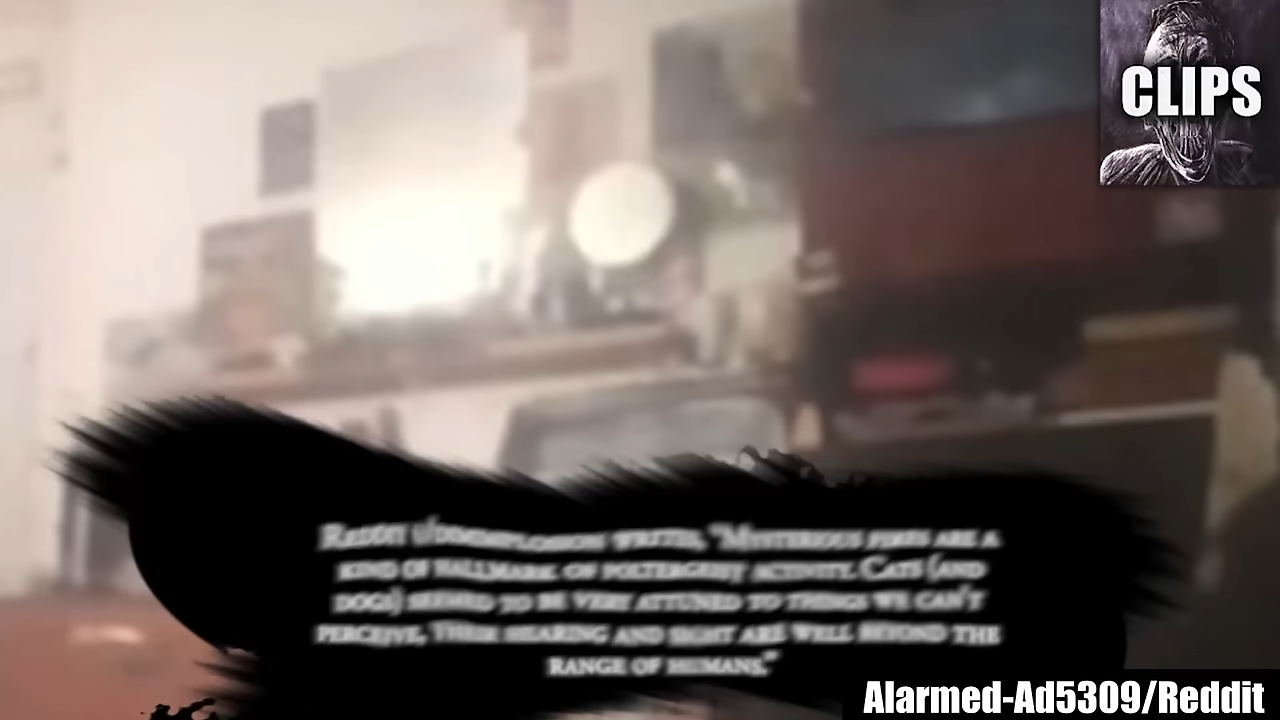 CLIPS
REDDIT WRITES, "MYSTERIOUS FIRES ARE A
KIND OF HALLMARK OF POLTERGEIST ACTIVITY. CATS (AND
DOGS) SEEMED TO BE VERY ATTUNED TO THINGS WE CAN'T
PERCEIVE, THEIR HEARING AND SIGHT ARE WELL BEYOND THE
RANGE OF HUMANS."
Alarmed-Ad5309/Reddit